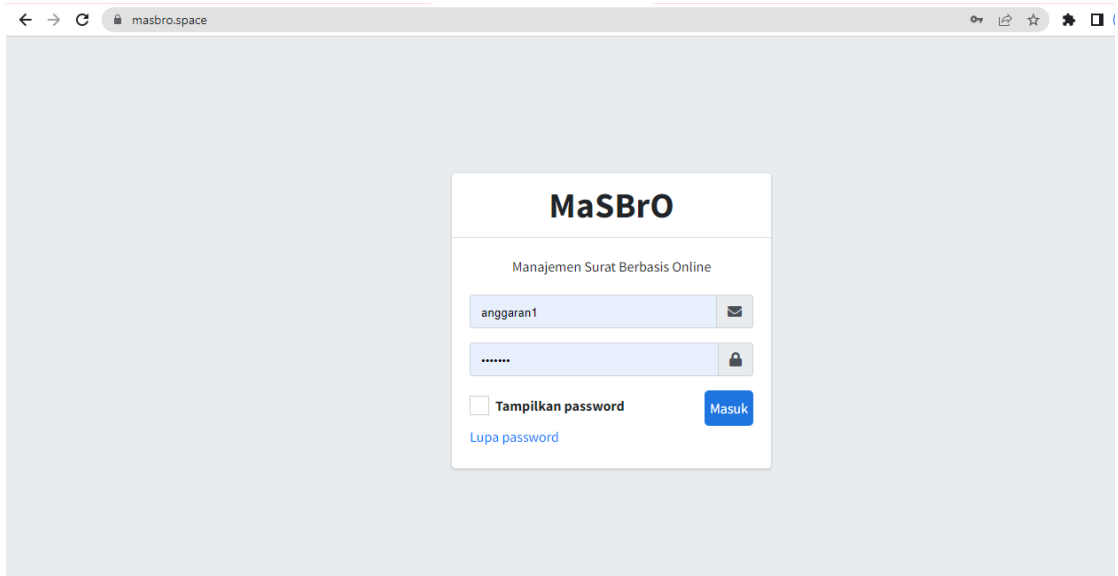 masbro.space
MaSBrO
Manajemen Surat Berbasis Online
anggaran1
•••••••
Tampilkan password
Masuk
Lupa password